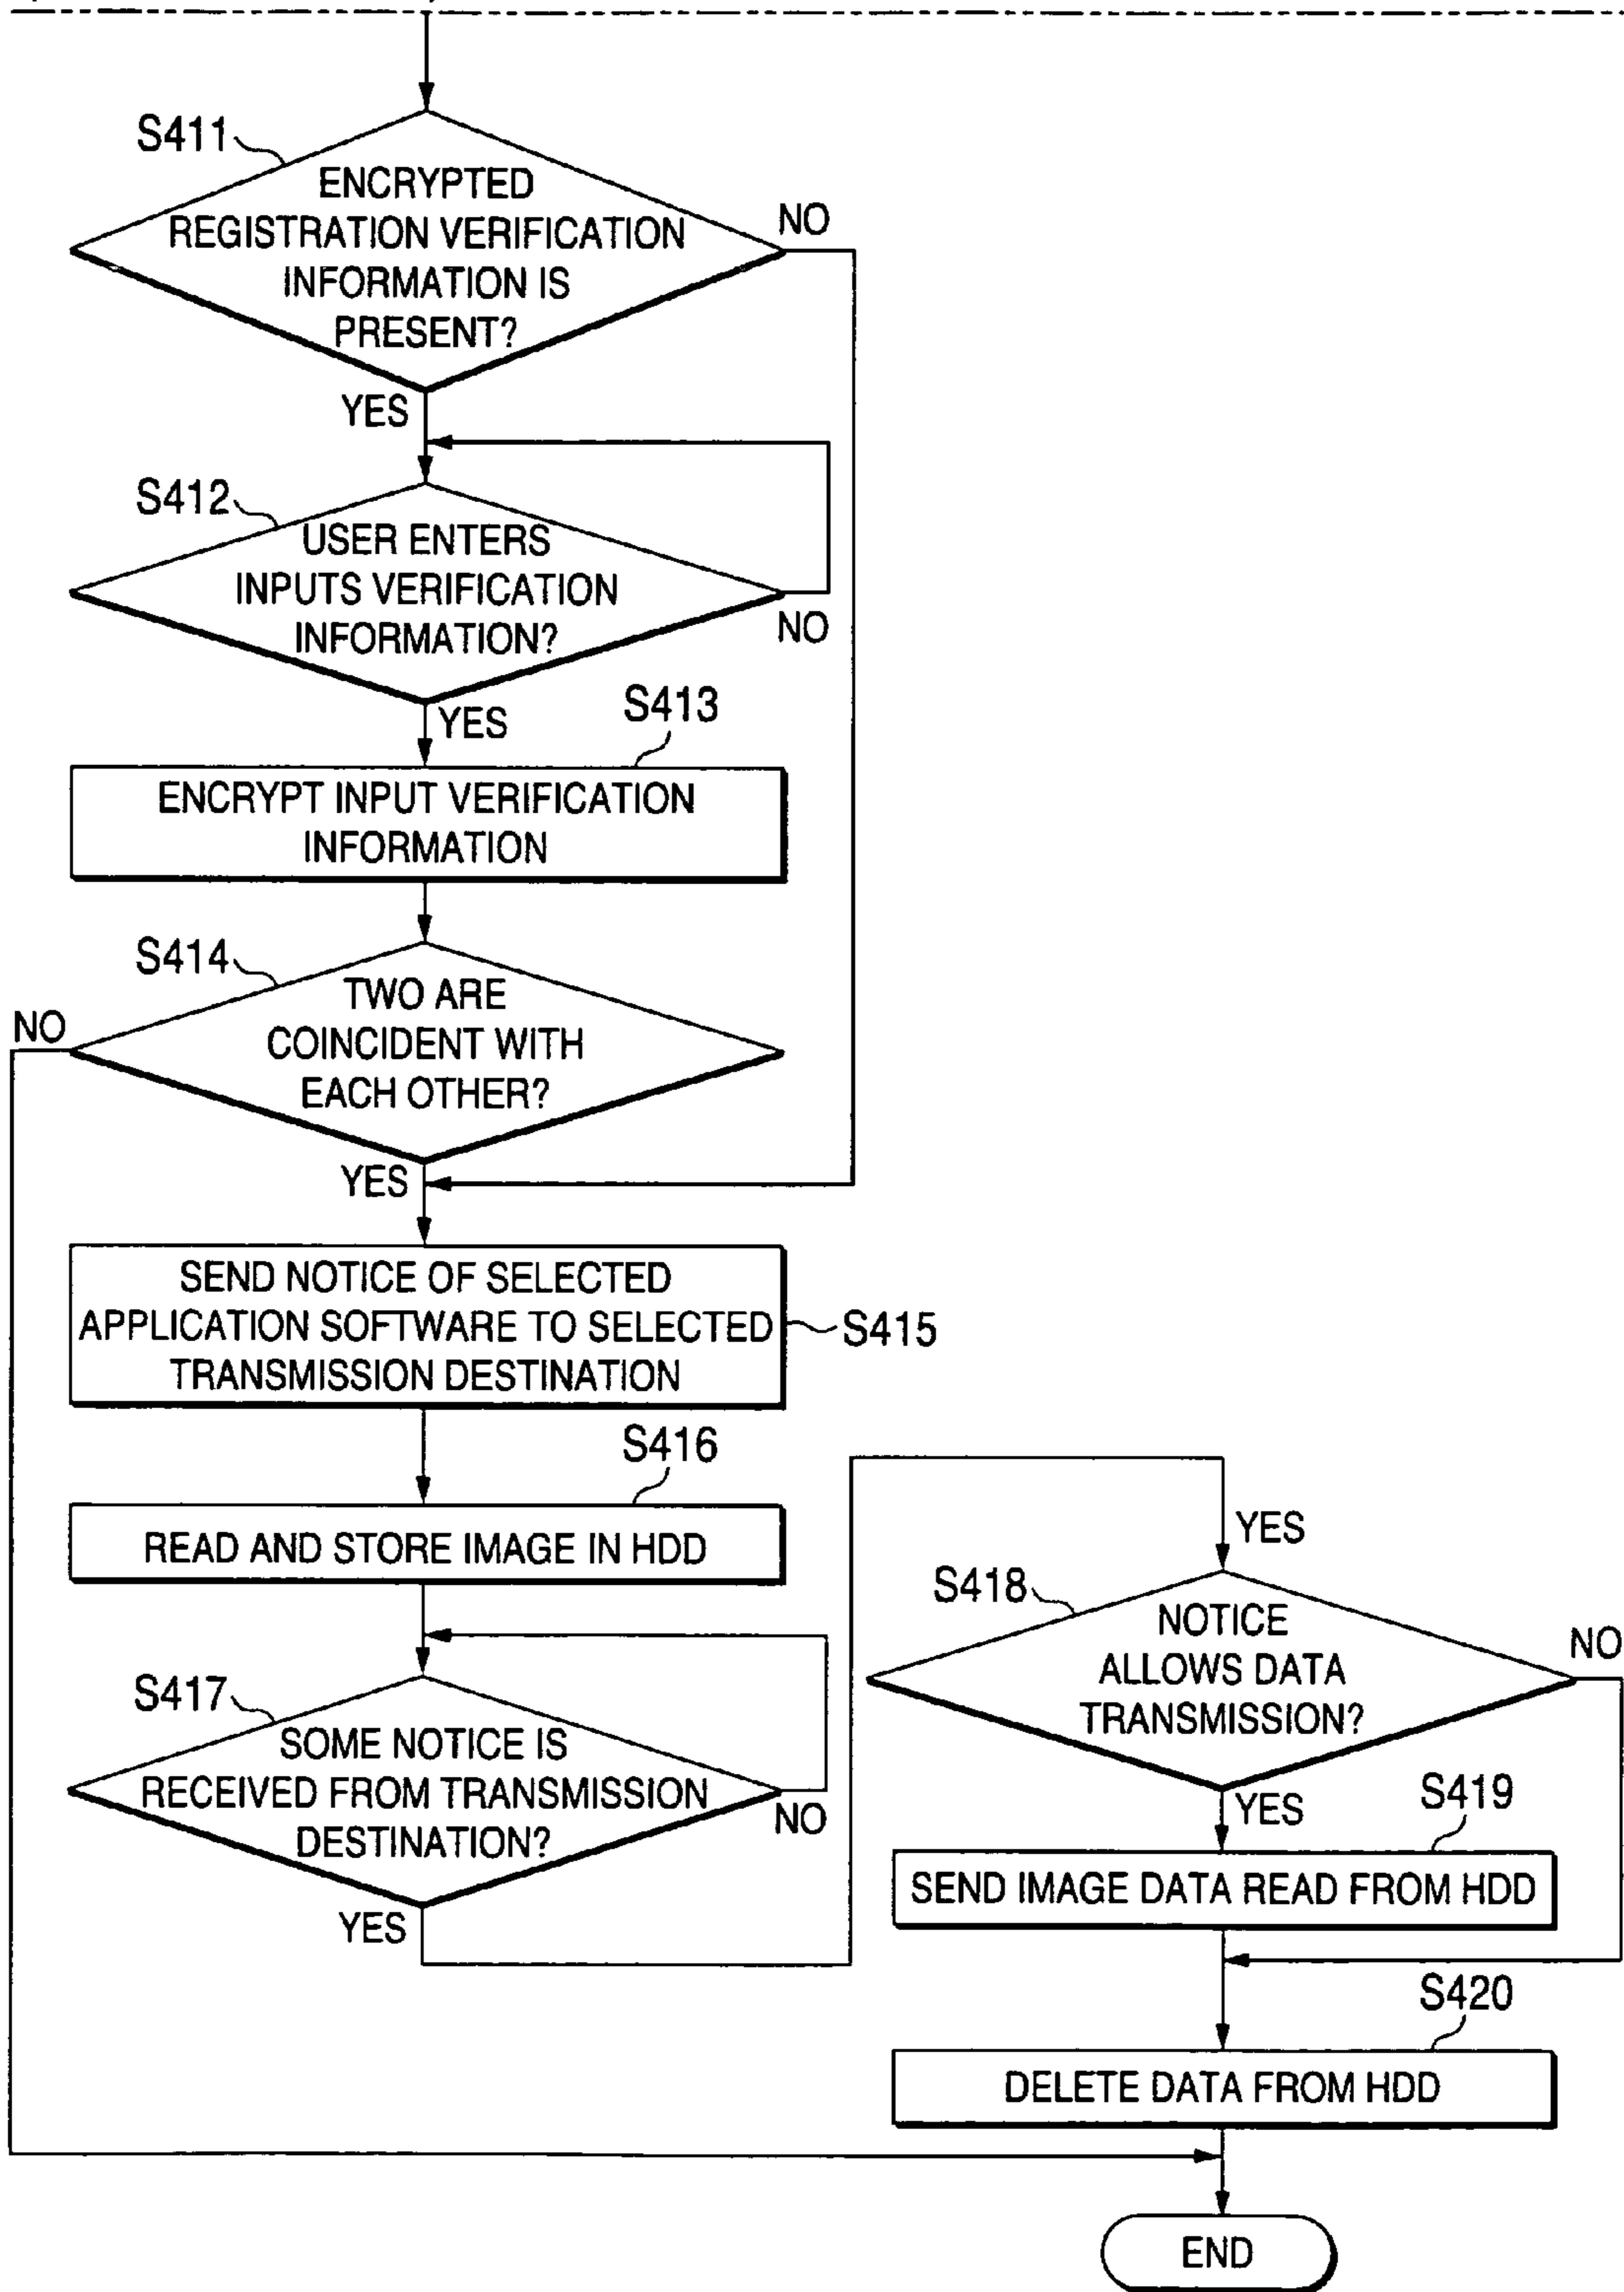 S411
ENCRYPTED
REGISTRATION VERIFICATION
INFORMATION IS
PRESENT?
NO
YES
S412
USER ENTERS
INPUTS VERIFICATION
INFORMATION?
NO
YES
S413
ENCRYPT INPUT VERIFICATION
INFORMATION
S414
TWO ARE
COINCIDENT WITH
EACH OTHER?
NO
YES
SEND NOTICE OF SELECTED
APPLICATION SOFTWARE TO SELECTED
TRANSMISSION DESTINATION
S415
S416
READ AND STORE IMAGE IN HDD
S417
SOME NOTICE IS
RECEIVED FROM TRANSMISSION
DESTINATION?
NO
YES
YES
S418
NOTICE
ALLOWS DATA
TRANSMISSION?
NO
YES
S419
SEND IMAGE DATA READ FROM HDD
S420
DELETE DATA FROM HDD
END